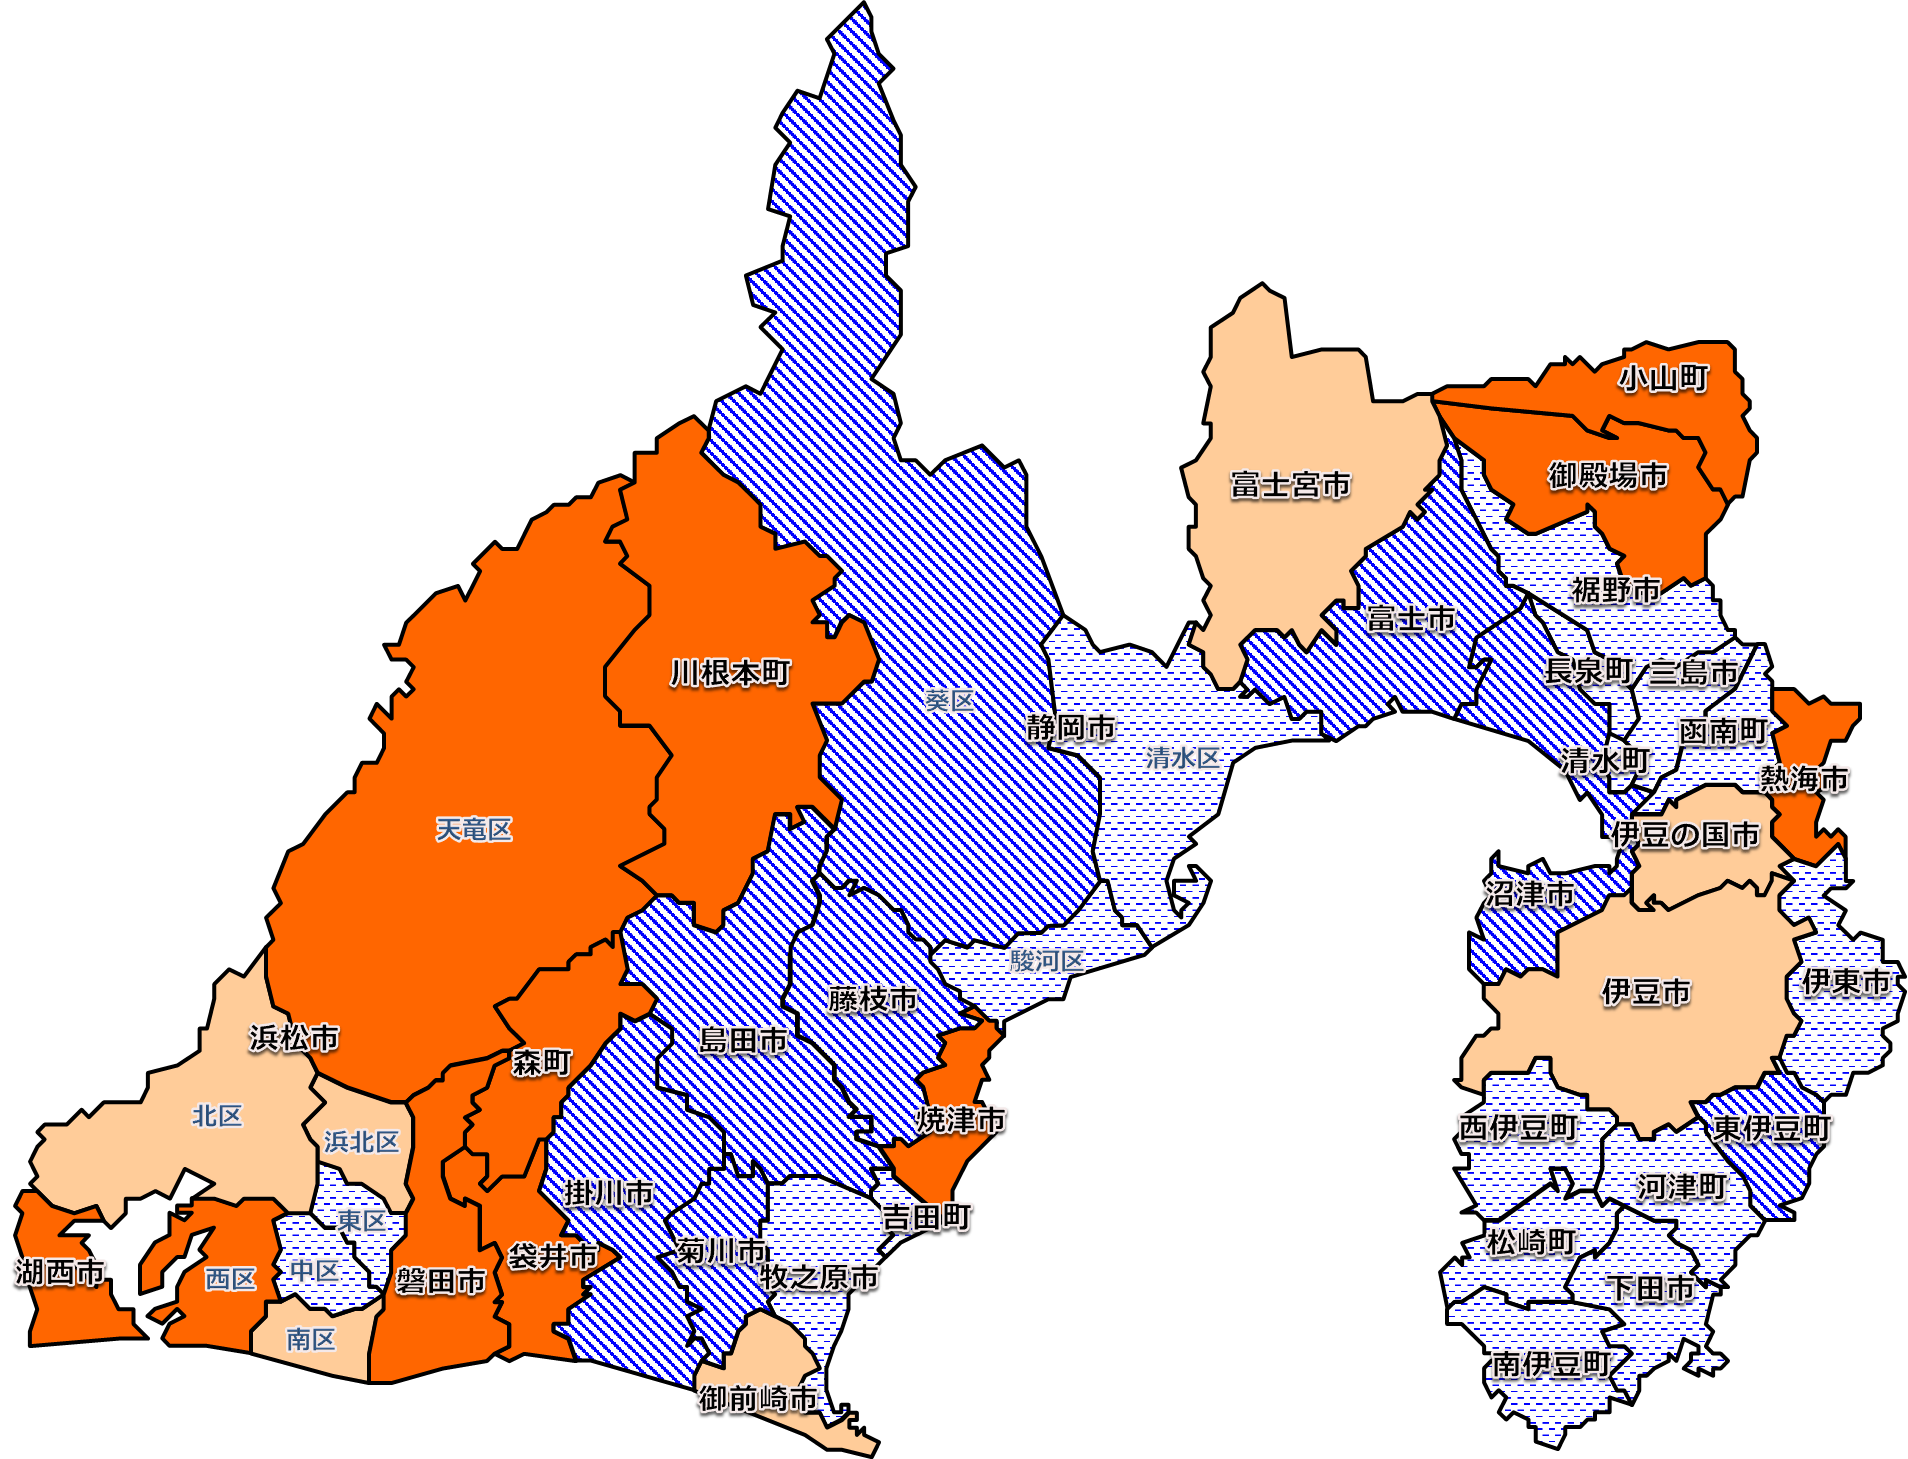 小山町
御殿場市
富士宮市
裾野市
富士市
長泉町
三島市
川根本町
葵区
静岡市
函南町
清水区
清水町
熱海市
天竜区
伊豆の国市
沼津市
駿河区
伊東市
伊豆市
藤枝市
浜松市
島田市
森町
北区
焼津市
西伊豆町
東伊豆町
浜北区
河津町
掛川市
吉田町
東区
松崎町
菊川市
袋井市
湖西市
中区
西区
磐田市
牧之原市
下田市
南区
南伊豆町
御前崎市